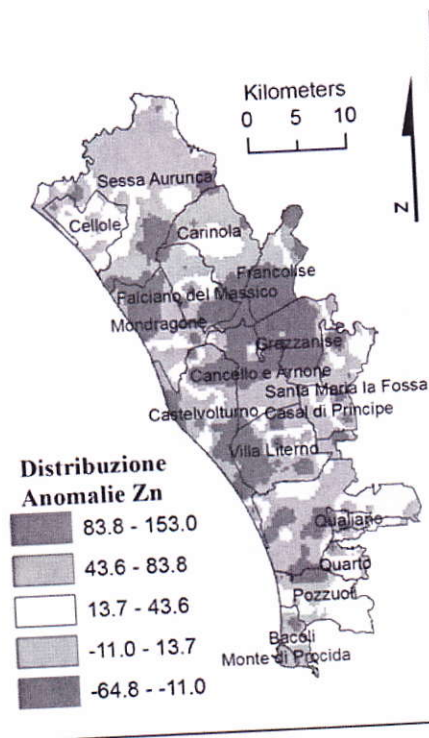 Kilometers
0 5 10
N
Sessa Aurunca
Cellole
Carinola
Francolise
Falciano del Massico
Mondragone
Grazzanise
Cancello e Arnone
Santa Maria la Fossa
Castelvolturno
Casal di Principe
Villa Literno
Distribuzione
Anomalie Zn
83.8 - 153.0
43.6 - 83.8
13.7 - 43.6
-11.0 - 13.7
-64.8 - -11.0
Qualiano
Quarto
Pozzuoli
Bacoli
Monte di Procida